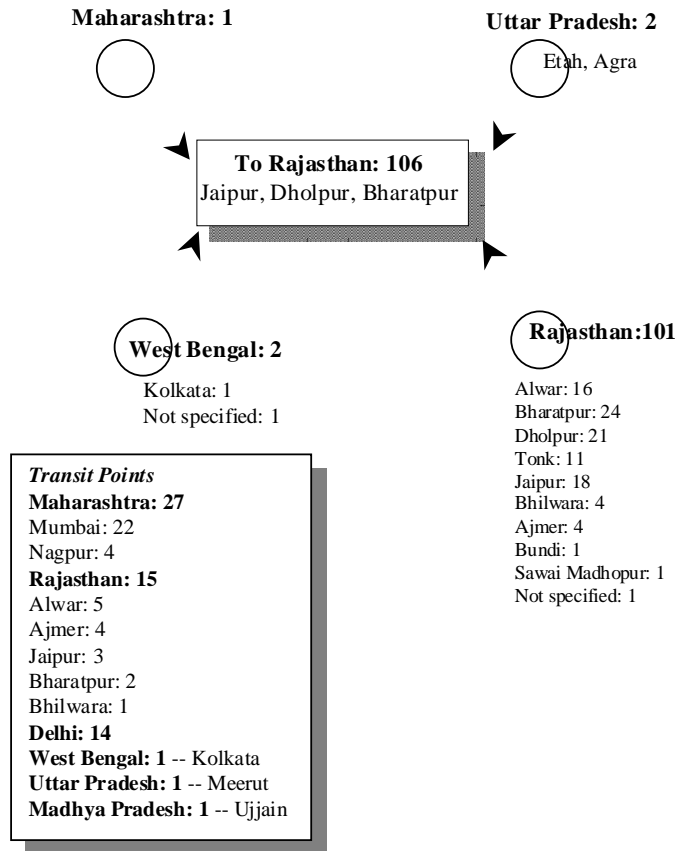 Maharashtra: 1
Uttar Pradesh: 2
Etah, Agra
To Rajasthan: 106
Jaipur, Dholpur, Bharatpur
West Bengal: 2
Kolkata: 1
Not specified: 1
Rajasthan:101
Alwar: 16
Bharatpur: 24
Dholpur: 21
Tonk: 11
Jaipur: 18
Bhilwara: 4
Ajmer: 4
Bundi: 1
Sawai Madhopur: 1
Not specified: 1
Transit Points
Maharashtra: 27
Mumbai: 22
Nagpur: 4
Rajasthan: 15
Alwar: 5
Ajmer: 4
Jaipur: 3
Bharatpur: 2
Bhilwara: 1
Delhi: 14
West Bengal: 1 -- Kolkata
Uttar Pradesh: 1 -- Meerut
Madhya Pradesh: 1 -- Ujjain